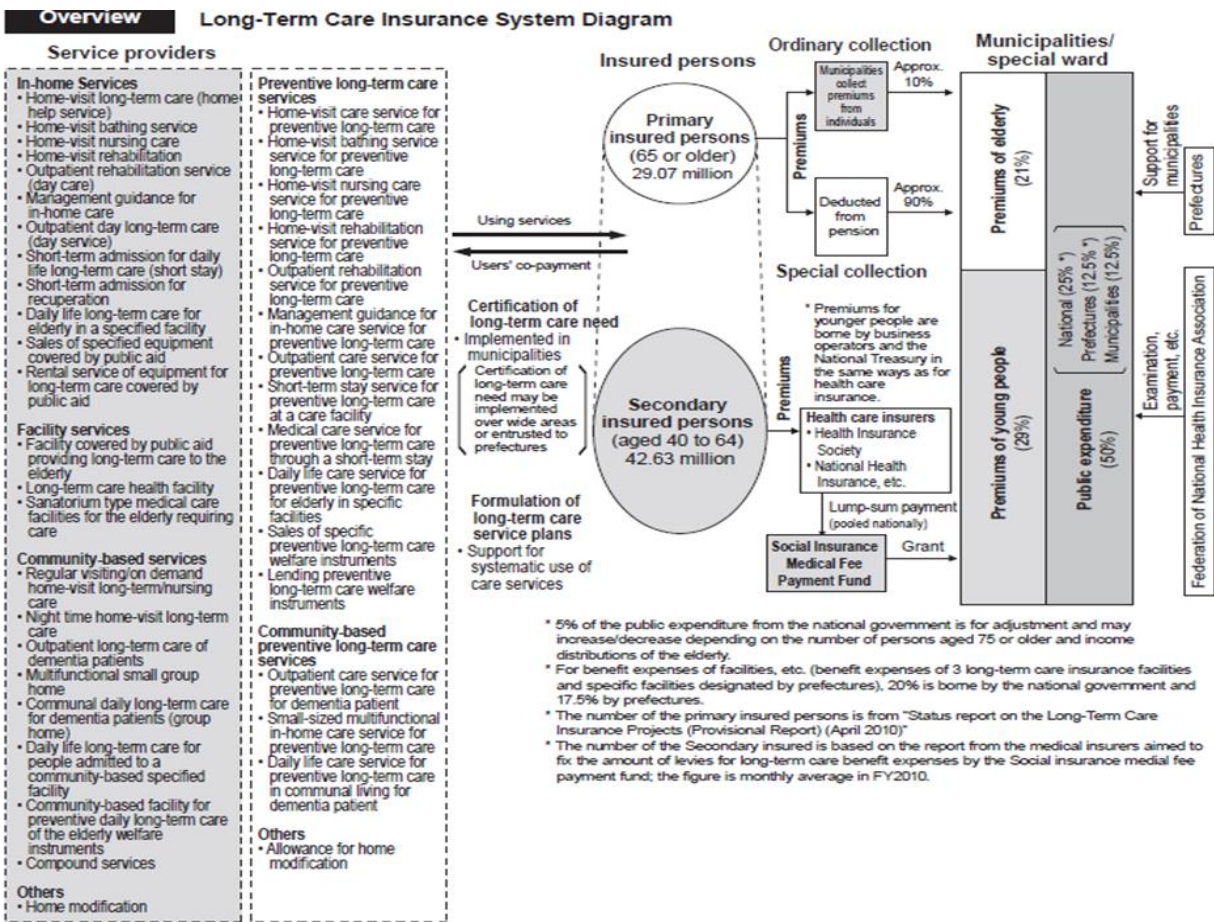 Overview
Long-Term Care Insurance System Diagram
Service providers
In-home Services
• Home-visit long-term care (home
help service)
• Home-visit bathing service
• Home-visit nursing care
• Home-visit rehabilitation
• Outpatient rehabilitation service
(day care)
• Management guidance for
in-home care
• Outpatient day long-term care
(day service)
• Short-term admission for daily
life long-term care (short stay)
• Short-term admission for
recuperation
• Daily life long-term care for
elderly in a specified facility
• Sales of specified equipment
covered by public aid
• Rental service of equipment for
long-term care covered by
public aid
Facility services
• Facility covered by public aid
providing long-term care to the
elderly
• Long-term care health facility
• Sanatorium type medical care
facilities for the elderly requiring
care
Community-based services
• Regular visiting/on demand
home-visit long-term/nursing
care
• Night time home-visit long-term
care
• Outpatient long-term care of
dementia patients
• Multifunctional small group
home
• Communal daily long-term care
for dementia patients (group
home)
• Daily life long-term care for
people admitted to a
community-based specified
facility
• Community-based facility for
preventive daily long-term care
of the elderly welfare
instruments
• Compound services
Others
• Home modification
Preventive long-term care
services
• Home-visit care service for
preventive long-term care
• Home-visit bathing service
service for preventive
long-term care
• Home-visit nursing care
service for preventive
long-term care
• Home-visit rehabilitation
service for preventive
long-term care
• Outpatient rehabilitation
service for preventive
long-term care
• Management guidance for
in-home care service for
preventive long-term care
• Outpatient care service for
preventive long-term care
• Short-term stay service for
preventive long-term care
at a care facility
• Medical care service for
preventive long-term care
through a short-term stay
• Daily life care service for
preventive long-term care
for elderly in specific
facilities
• Sales of specific
preventive long-term care
welfare instruments
• Lending preventive
long-term care welfare
instruments
Community-based
preventive long-term care
services
• Outpatient care service for
preventive long-term care
for dementia patient
• Small-sized multifunctional
in-home care service for
preventive long-term care
• Daily life care service for
preventive long-term care
in communal living for
dementia patient
Others
• Allowance for home
modification
Using services
Users' co-payment
Certification of
long-term care need
• Implemented in
municipalities
Certification of
long-term care
need may be
implemented
over wide areas
or entrusted to
prefectures
Formulation of
long-term care
service plans
• Support for
systematic use of
care services
Insured persons
Primary
insured persons
(65 or older)
29.07 million
Secondary
insured persons
(aged 40 to 64)
42.63 million
Ordinary collection
Premiums
Municipalities
collect
premiums
from
individuals
Approx.
10%
Deducted
from
pension
Approx.
90%
Special collection
* Premiums for
younger people are
borne by business
operators and the
National Treasury in
the same ways as for
health care
insurance.
Premiums
Health care insurers
• Health Insurance
Society
• National Health
Insurance, etc.
Lump-sum payment
(pooled nationally)
Social Insurance
Medical Fee
Payment Fund
Grant
Municipalities/
special ward
Premiums of elderly
(21%)
Premiums of young people
(29%)
National (25% *)
Prefectures (12.5% *)
Municipalities (12.5%)
Public expenditure
(50%)
Support for
municipalities
Prefectures
Examination,
payment, etc.
Federation of National Health Insurance Association
* 5% of the public expenditure from the national government is for adjustment and may
increase/decrease depending on the number of persons aged 75 or older and income
distributions of the elderly.
* For benefit expenses of facilities, etc. (benefit expenses of 3 long-term care insurance facilities
and specific facilities designated by prefectures), 20% is borne by the national government and
17.5% by prefectures.
* The number of the primary insured persons is from "Status report on the Long-Term Care
Insurance Projects (Provisional Report) (April 2010)"
* The number of the Secondary insured is based on the report from the medical insurers aimed to
fix the amount of levies for long-term care benefit expenses by the Social insurance medial fee
payment fund; the figure is monthly average in FY2010.